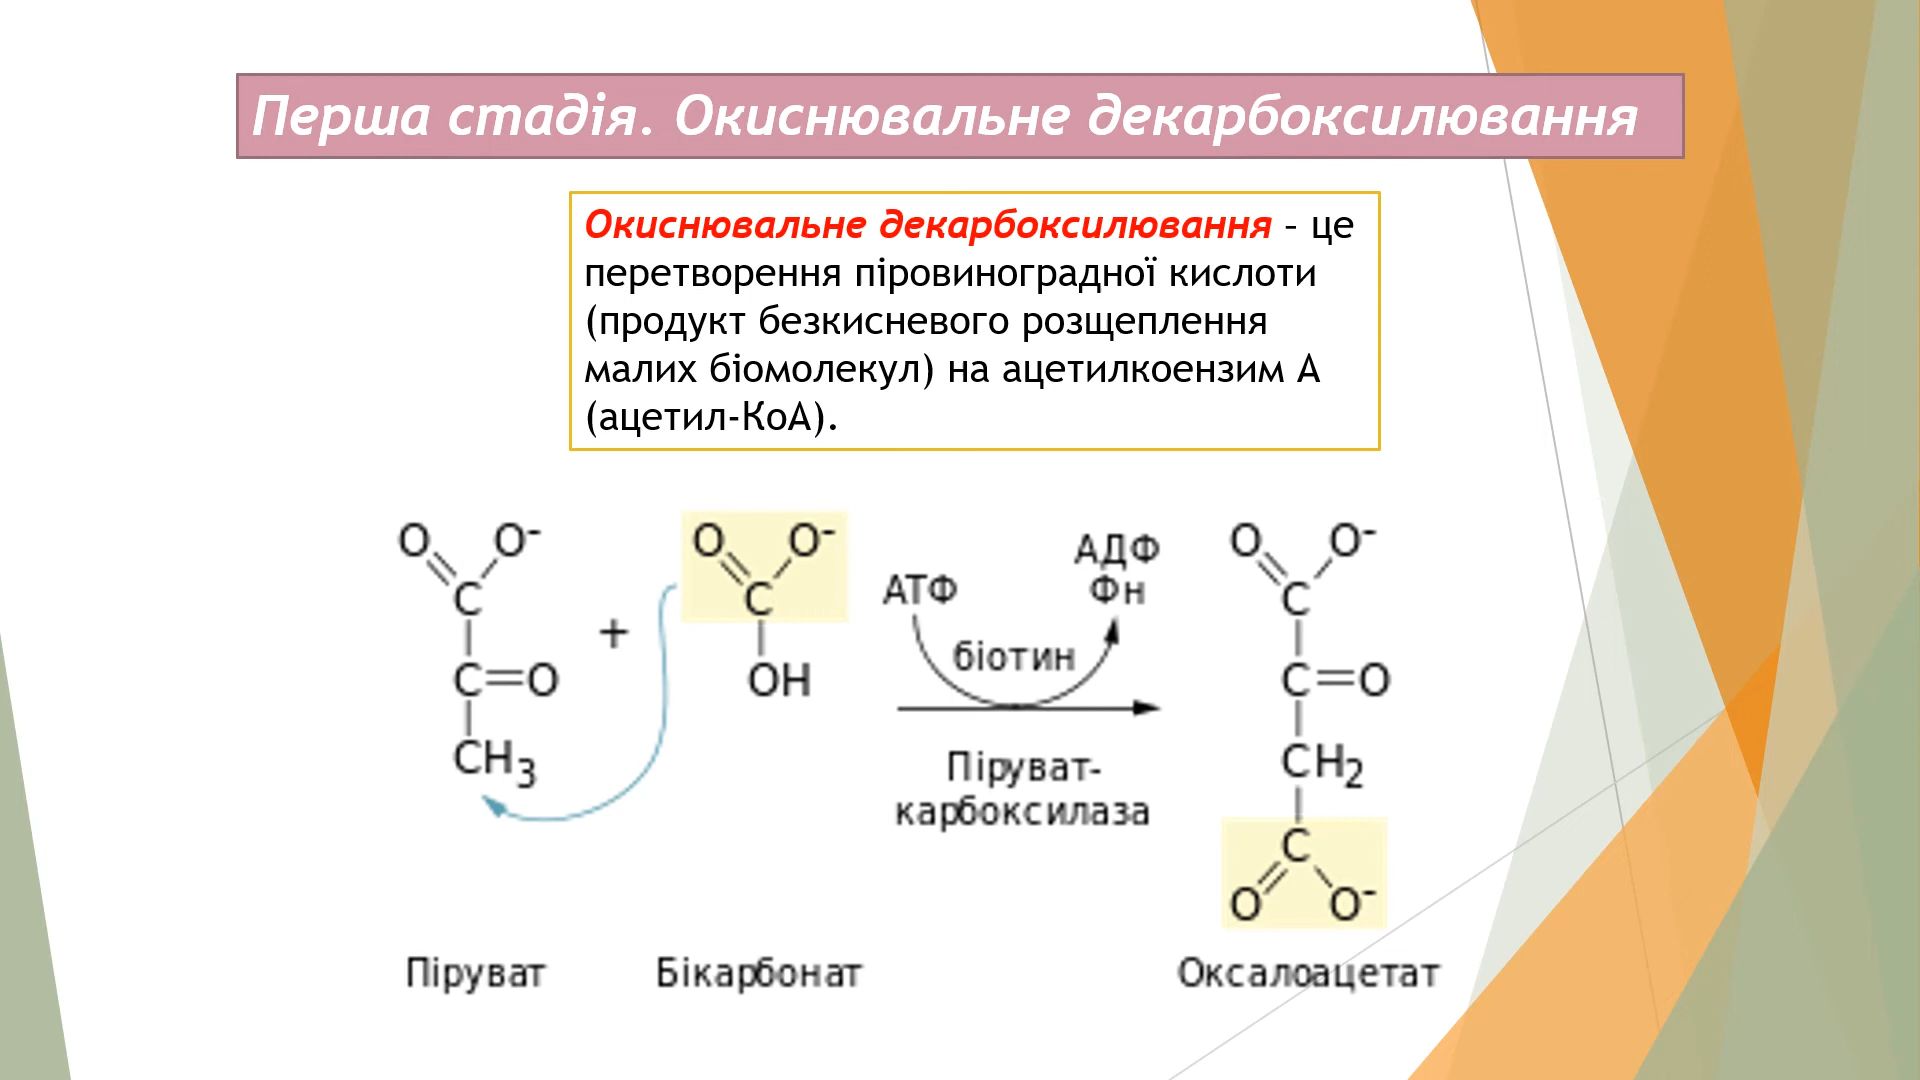 Перша стадія. Окиснювальне декарбоксилювання
Окиснювальне декарбоксилювання – це
перетворення піровиноградної кислоти
(продукт безкисневого розщеплення
малих біомолекул) на ацетилкоензим А
(ацетил-КоА).
O O⁻ O O⁻ АДФ O O⁻
C C АТФ Фн C
+ біотин
C=O OH C=O
CH₃ Піруват- CH₂
карбоксилаза
C
O O⁻
Піруват Бікарбонат Оксалоацетат